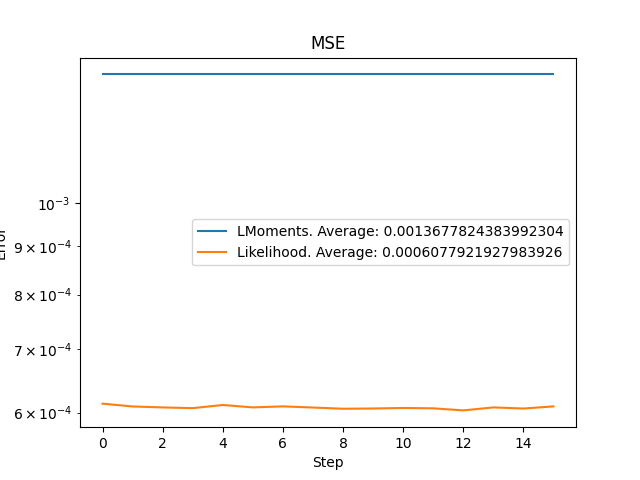 MSE
Error
10⁻³
9 × 10⁻⁴
8 × 10⁻⁴
7 × 10⁻⁴
6 × 10⁻⁴
LMoments. Average: 0.0013677824383992304
Likelihood. Average: 0.0006077921927983926
0 2 4 6 8 10 12 14
Step